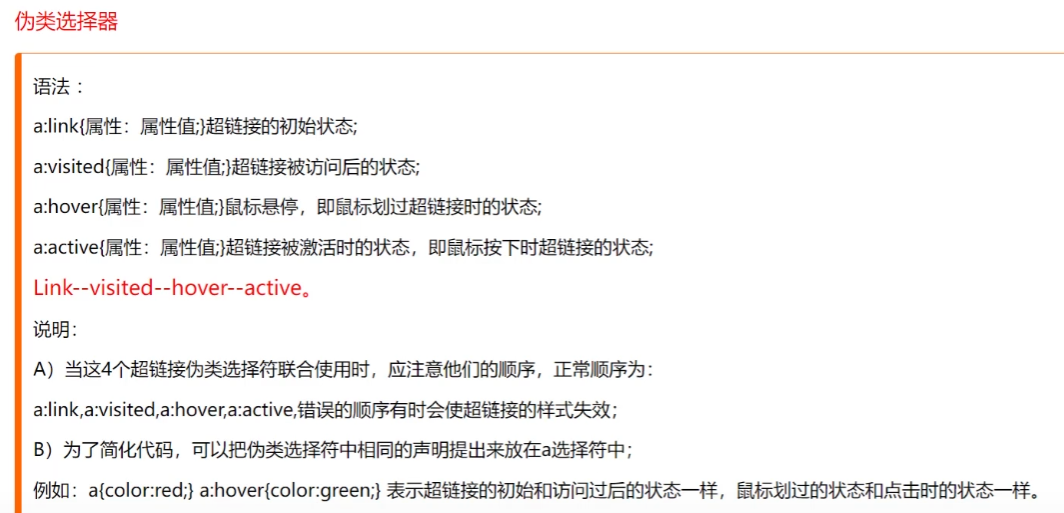 伪类选择器
语法：
a:link{属性：属性值;}超链接的初始状态;
a:visited{属性：属性值;}超链接被访问后的状态;
a:hover{属性：属性值;}鼠标悬停，即鼠标划过超链接时的状态;
a:active{属性：属性值;}超链接被激活时的状态，即鼠标按下时超链接的状态;
Link--visited--hover--active。
说明：
A）当这4个超链接伪类选择符联合使用时，应注意他们的顺序，正常顺序为：
a:link,a:visited,a:hover,a:active,错误的顺序有时会使超链接的样式失效；
B）为了简化代码，可以把伪类选择符中相同的声明提出来放在a选择符中；
例如：a{color:red;} a:hover{color:green;} 表示超链接的初始和访问过后的状态一样，鼠标划过的状态和点击时的状态一样。